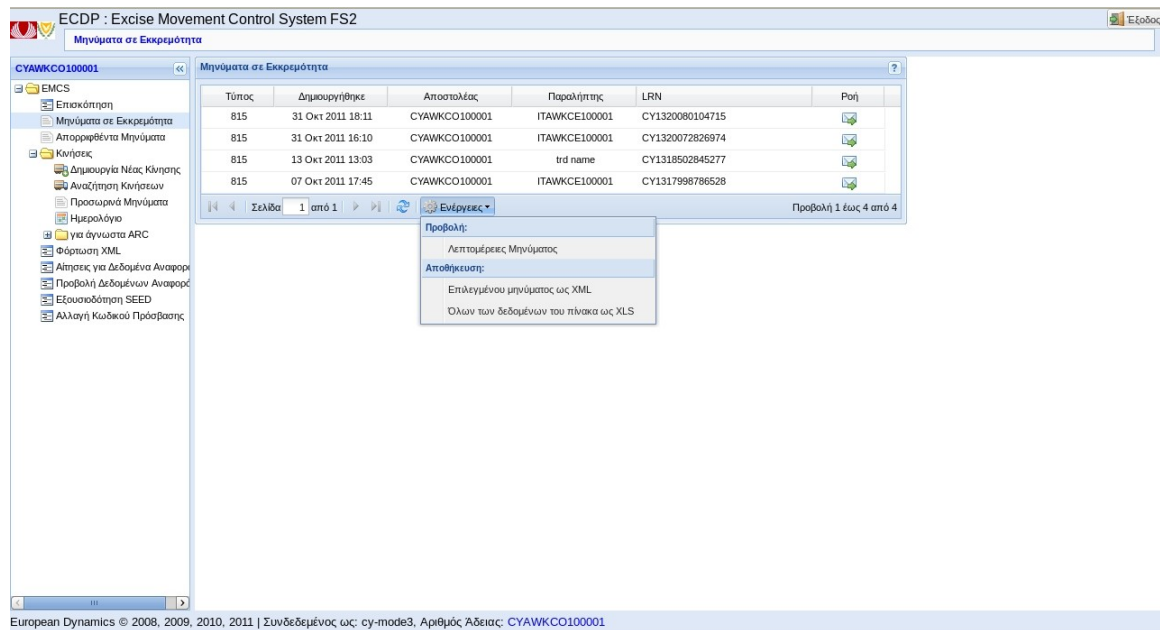 ECDP : Excise Movement Control System FS2
Έξοδος
Μηνύματα σε Εκκρεμότητα
CYAWKCO100001
EMCS
Επισκόπηση
Μηνύματα σε Εκκρεμότητα
Απορριφθέντα Μηνύματα
Κινήσεις
Δημιουργία Νέας Κίνησης
Αναζήτηση Κινήσεων
Προσωρινά Μηνύματα
Ημερολόγιο
για άγνωστα ARC
Φόρτωση XML
Αίτησεις για Δεδομένα Αναφορ
Προβολή Δεδομένων Αναφορά
Εξουσιοδότηση SEED
Αλλαγή Κωδικού Πρόσβασης
Μηνύματα σε Εκκρεμότητα
Τύπος Δημιουργήθηκε Αποστολέας Παραλήπτης LRN Ροή
815 31 Οκτ 2011 18:11 CYAWKCO100001 ITAWKCE100001 CY1320080104715
815 31 Οκτ 2011 16:10 CYAWKCO100001 ITAWKCE100001 CY1320072826974
815 13 Οκτ 2011 13:03 CYAWKCO100001 trd name CY1318502845277
815 07 Οκτ 2011 17:45 CYAWKCO100001 ITAWKCE100001 CY1317998786528
Σελίδα 1 από 1 Ενέργειες Προβολή 1 έως 4 από 4
Προβολή:
Λεπτομέρειες Μηνύματος
Αποθήκευση:
Επιλεγμένου μηνύματος ως XML
Όλων των δεδομένων του πίνακα ως XLS
European Dynamics © 2008, 2009, 2010, 2011 | Συνδεδεμένος ως: cy-mode3, Αριθμός Άδειας: CYAWKCO100001